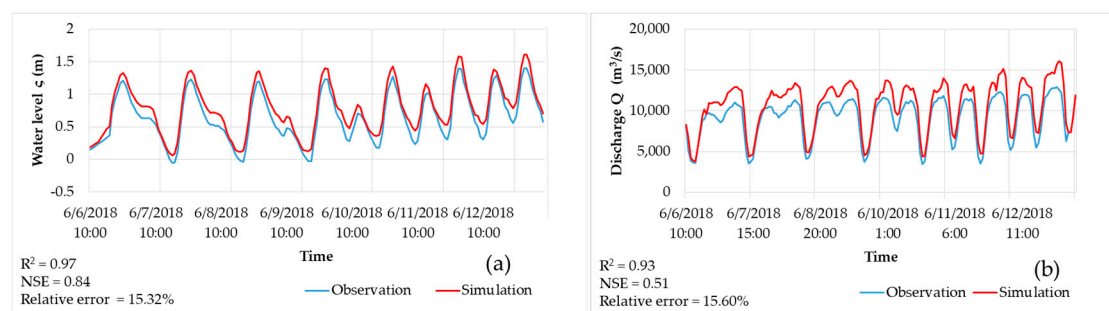 2
1.5
1
0.5
0
-0.5
Water level ς (m)
6/6/2018 6/7/2018 6/8/2018 6/9/2018 6/10/2018 6/11/2018 6/12/2018
10:00 10:00 10:00 10:00 10:00 10:00 10:00
Time
(a)
R² = 0.97
NSE = 0.84
Relative error = 15.32%
Observation Simulation
20,000
15,000
10,000
5,000
0
Discharge Q (m³/s)
6/6/2018 6/7/2018 6/8/2018 6/10/2018 6/11/2018 6/12/2018
10:00 15:00 20:00 1:00 6:00 11:00
Time
(b)
R² = 0.93
NSE = 0.51
Relative error = 15.60%
Observation Simulation